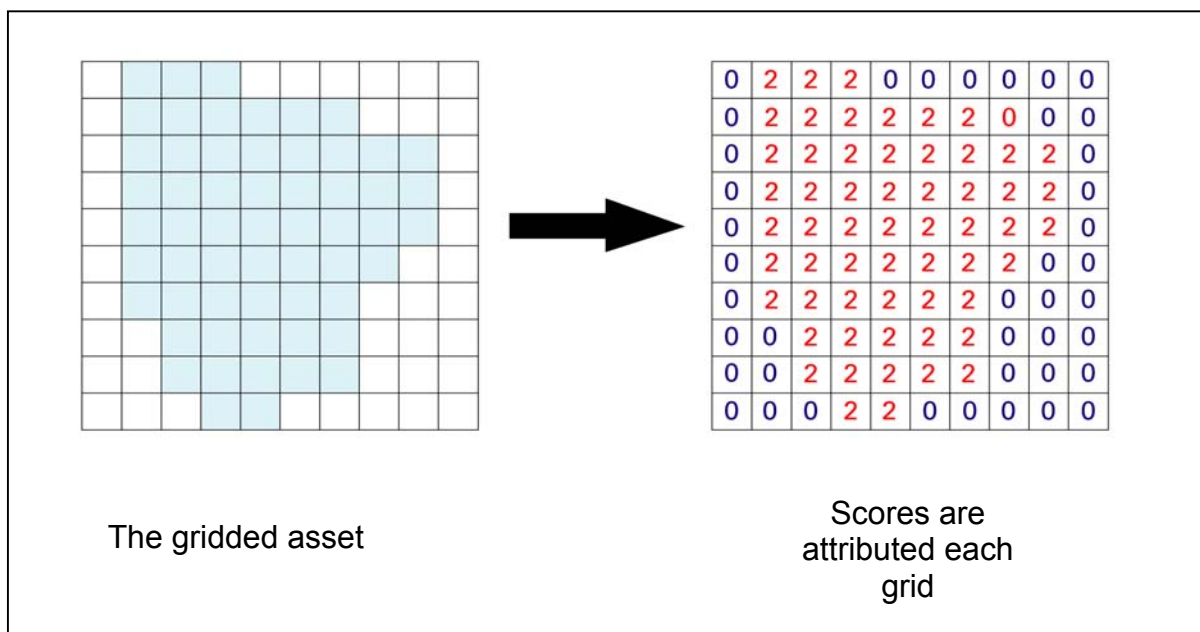 0 2 2 2 0 0 0 0 0 0
0 2 2 2 2 2 2 0 0 0
0 2 2 2 2 2 2 2 2 0
0 2 2 2 2 2 2 2 2 0
0 2 2 2 2 2 2 2 2 0
0 2 2 2 2 2 2 2 0 0
0 2 2 2 2 2 2 0 0 0
0 0 2 2 2 2 2 0 0 0
0 0 2 2 2 2 2 0 0 0
0 0 0 2 2 0 0 0 0 0
The gridded asset
Scores are
attributed each
grid